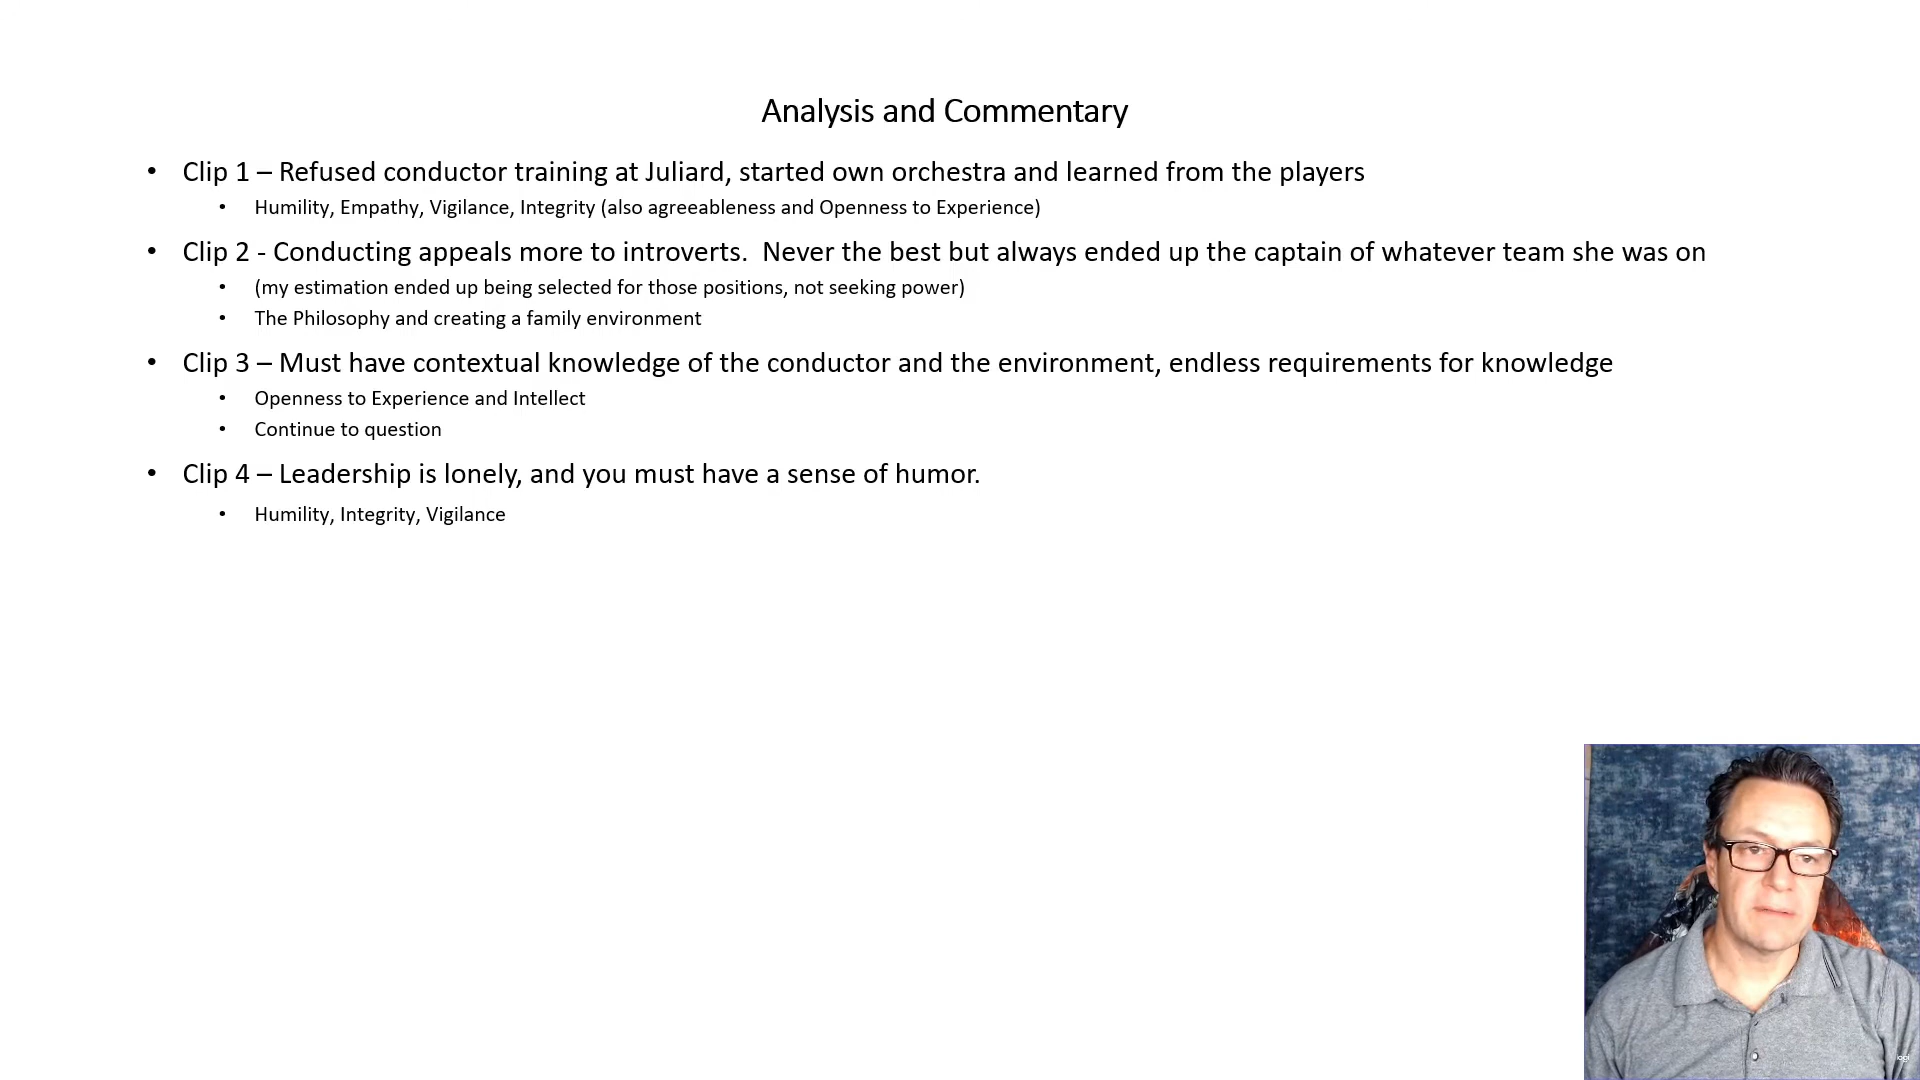 Analysis and Commentary
• Clip 1 – Refused conductor training at Juliard, started own orchestra and learned from the players
• Humility, Empathy, Vigilance, Integrity (also agreeableness and Openness to Experience)
• Clip 2 - Conducting appeals more to introverts.  Never the best but always ended up the captain of whatever team she was on
• (my estimation ended up being selected for those positions, not seeking power)
• The Philosophy and creating a family environment
• Clip 3 – Must have contextual knowledge of the conductor and the environment, endless requirements for knowledge
• Openness to Experience and Intellect
• Continue to question
• Clip 4 – Leadership is lonely, and you must have a sense of humor.
• Humility, Integrity, Vigilance
logi